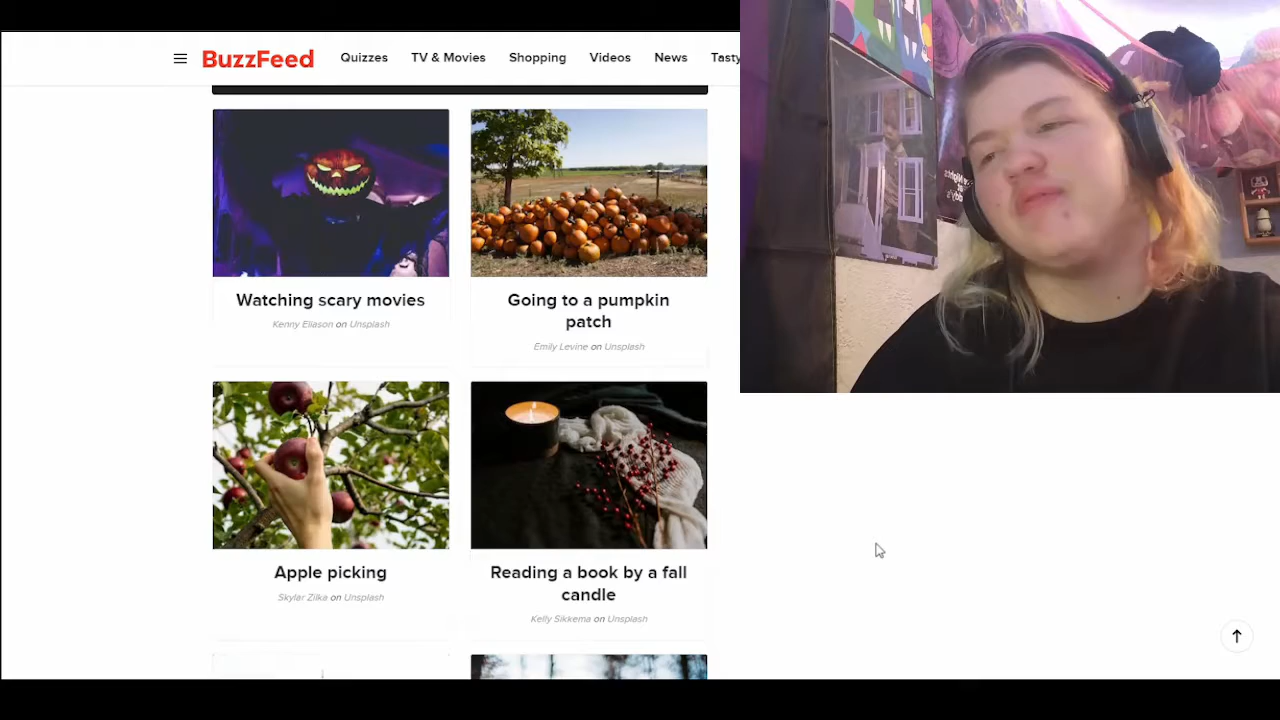 BuzzFeed Quizzes TV & Movies Shopping Videos News Tasty
Watching scary movies
Kenny Eliason on Unsplash
Going to a pumpkin
patch
Emily Levine on Unsplash
Apple picking
Skylar Zilka on Unsplash
Reading a book by a fall
candle
Kelly Sikkema on Unsplash